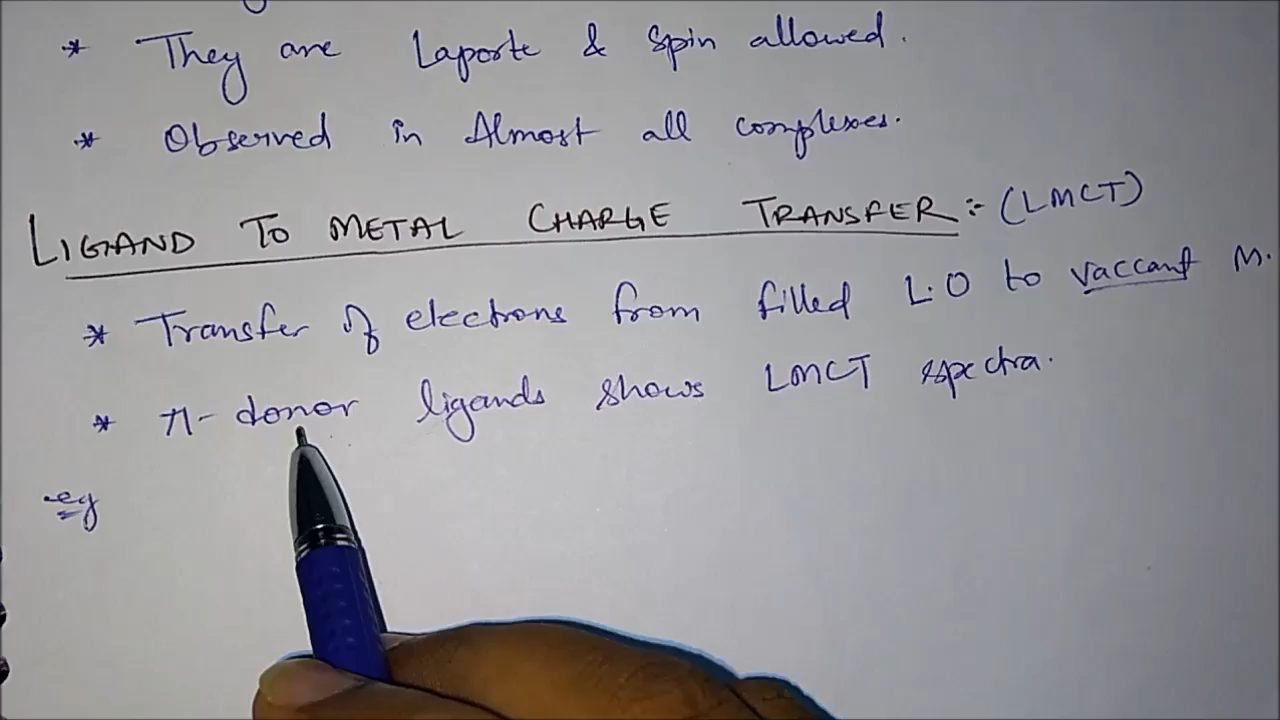 * They are Laporte & spin allowed.
* Observed in Almost all complexes.
LIGAND TO METAL CHARGE TRANSFER :- (LMCT)
* Transfer of electrons from filled L.O to vaccant M.
* π-donor ligands shows LMCT spectra.
eg